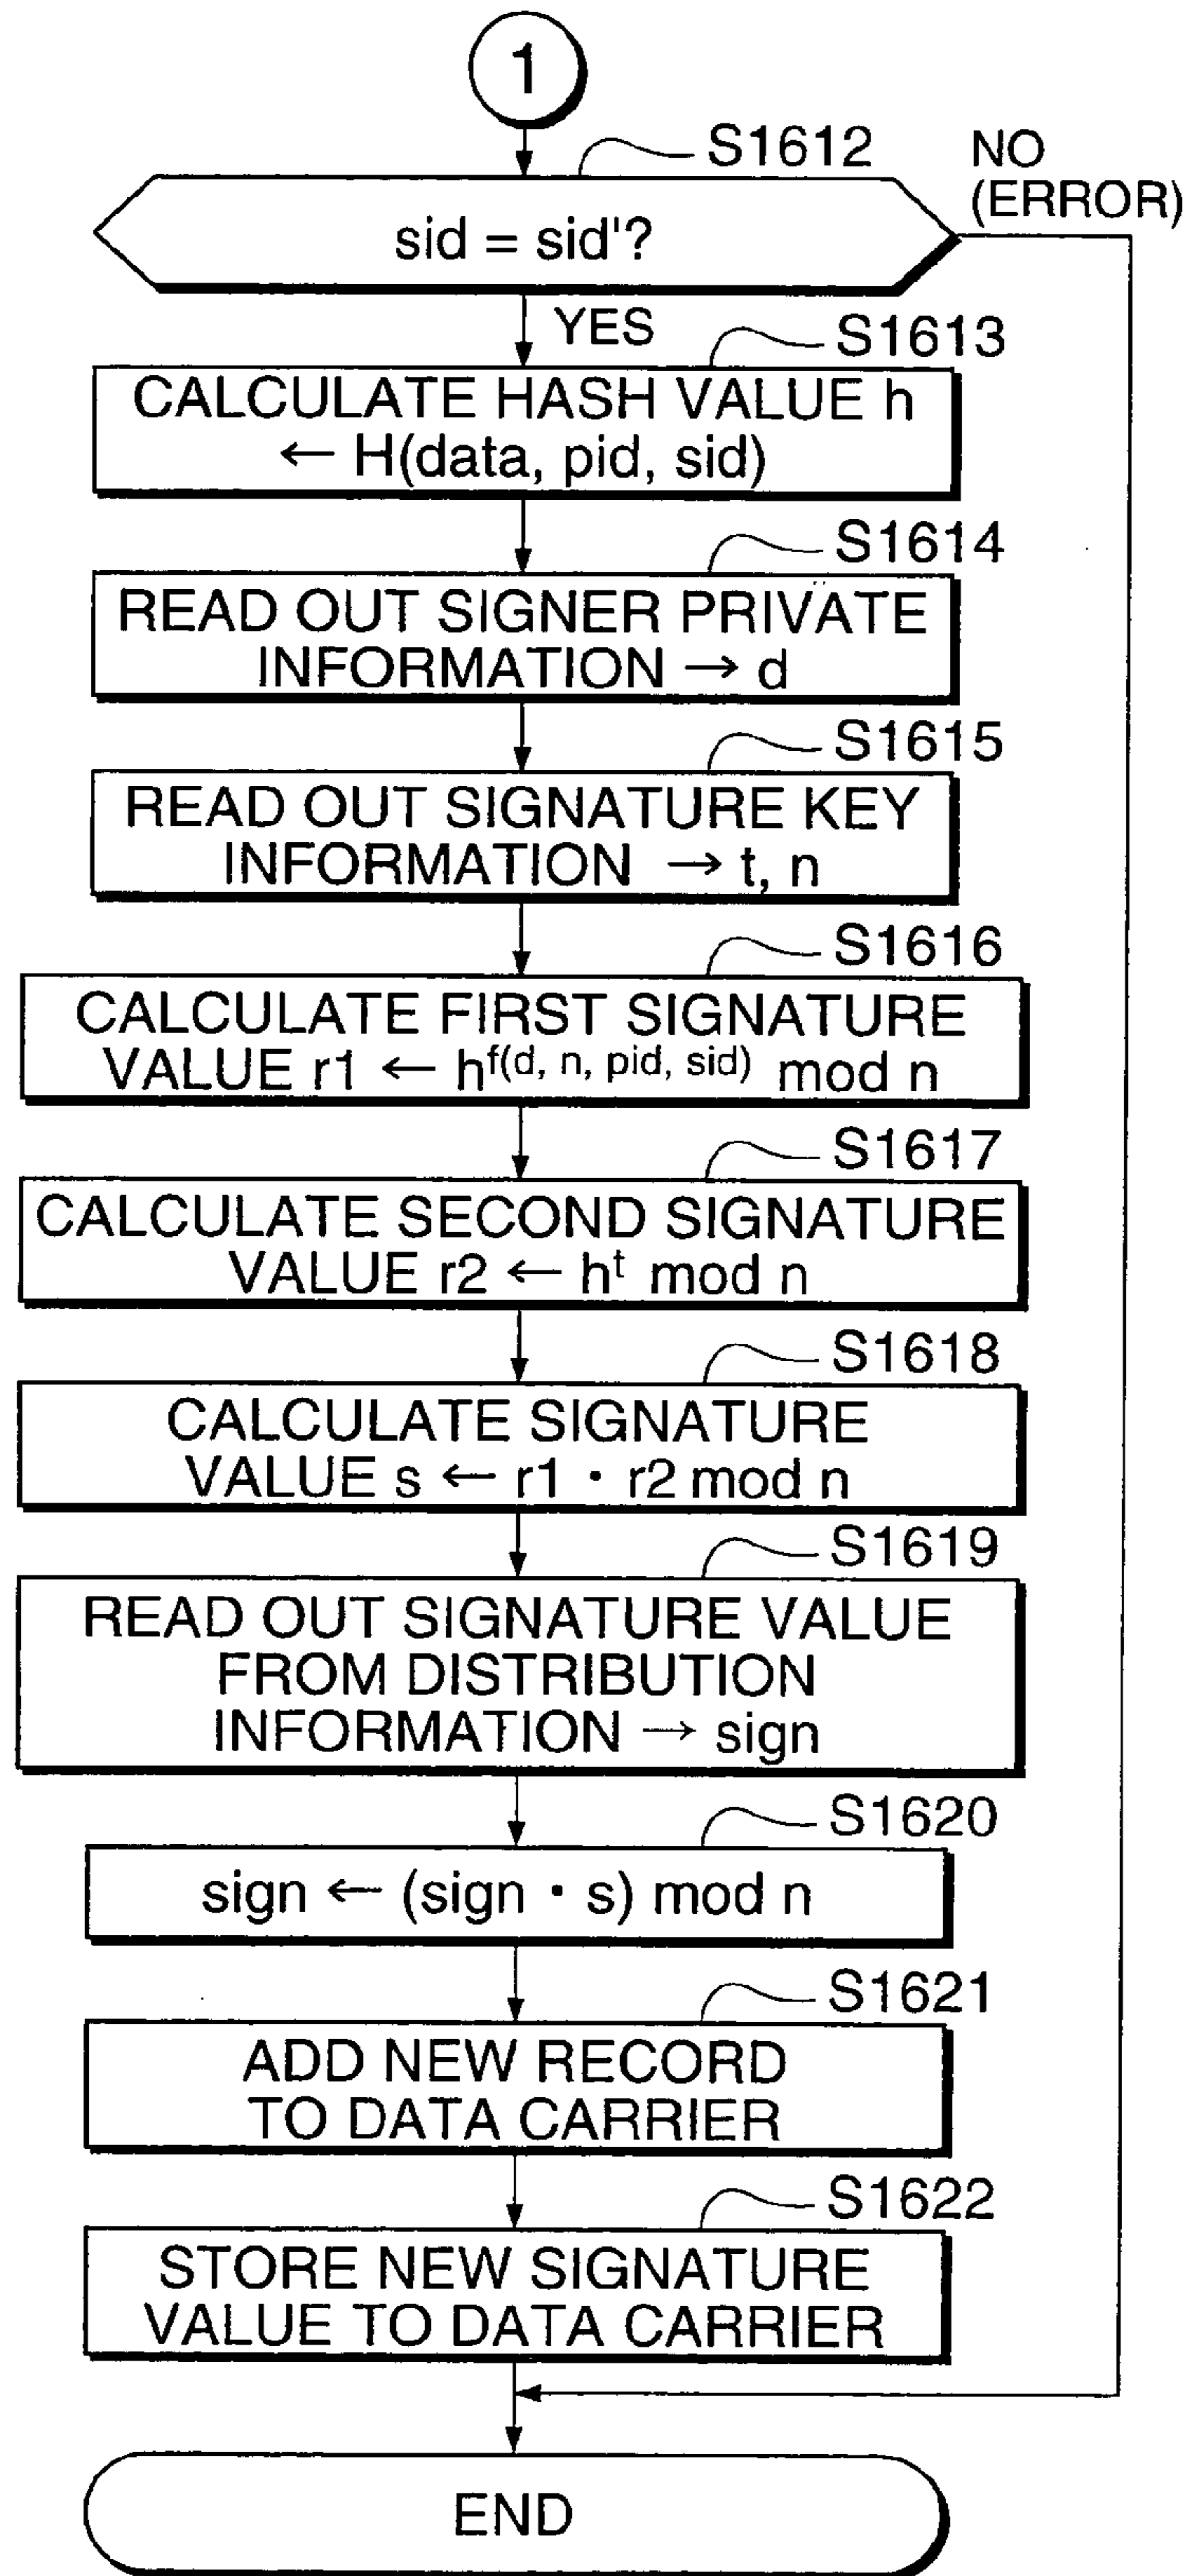 1
S1612
NO
(ERROR)
sid = sid'?
YES
S1613
CALCULATE HASH VALUE h
← H(data, pid, sid)
S1614
READ OUT SIGNER PRIVATE
INFORMATION → d
S1615
READ OUT SIGNATURE KEY
INFORMATION → t, n
S1616
CALCULATE FIRST SIGNATURE
VALUE r1 ← h^f(d, n, pid, sid) mod n
S1617
CALCULATE SECOND SIGNATURE
VALUE r2 ← h^t mod n
S1618
CALCULATE SIGNATURE
VALUE s ← r1 · r2 mod n
S1619
READ OUT SIGNATURE VALUE
FROM DISTRIBUTION
INFORMATION → sign
S1620
sign ← (sign · s) mod n
S1621
ADD NEW RECORD
TO DATA CARRIER
S1622
STORE NEW SIGNATURE
VALUE TO DATA CARRIER
END